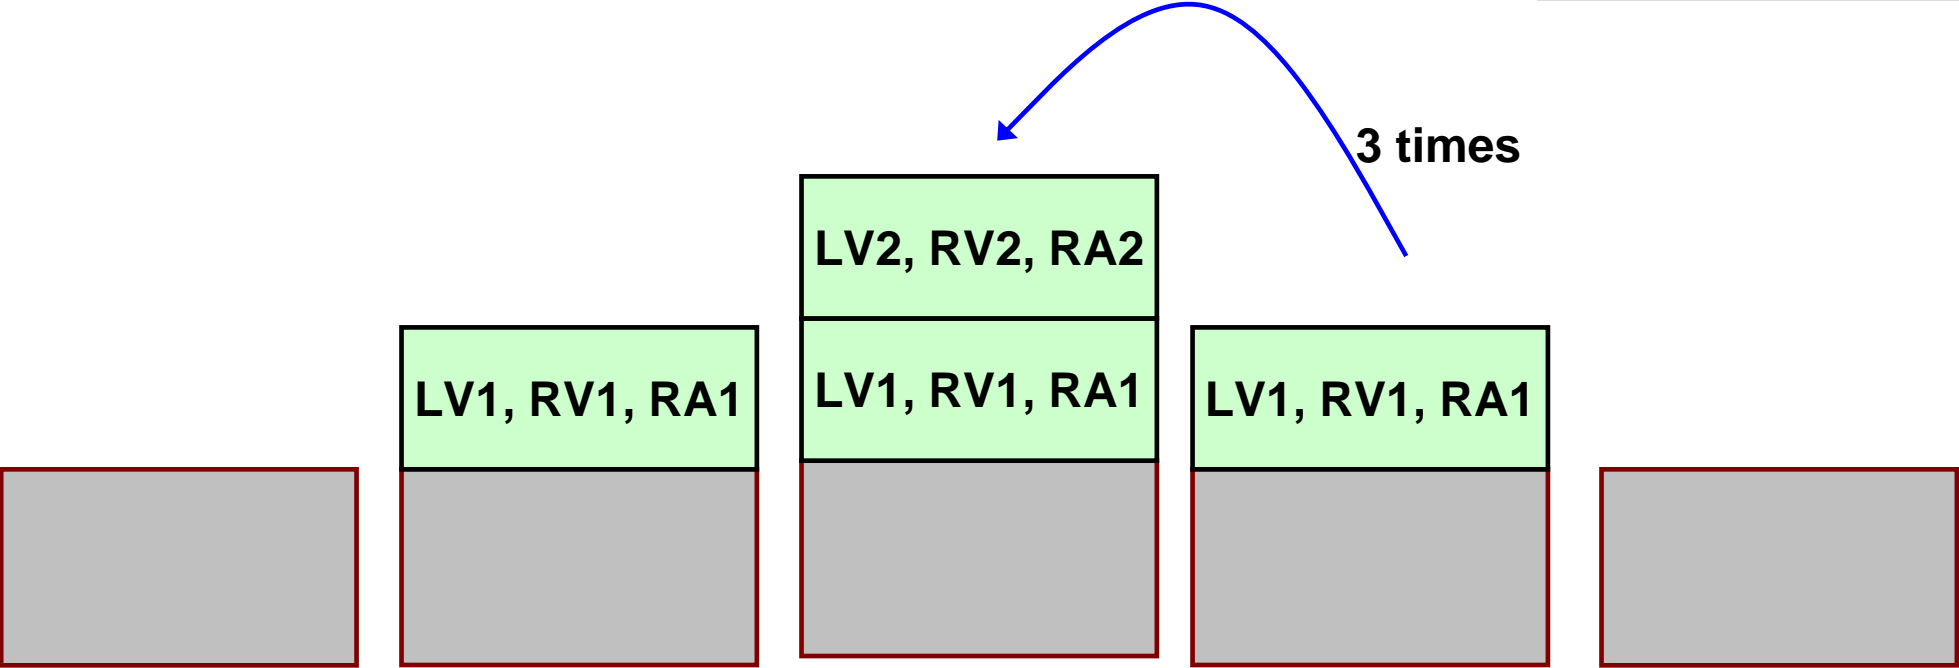 3 times
LV2, RV2, RA2
LV1, RV1, RA1
LV1, RV1, RA1
LV1, RV1, RA1